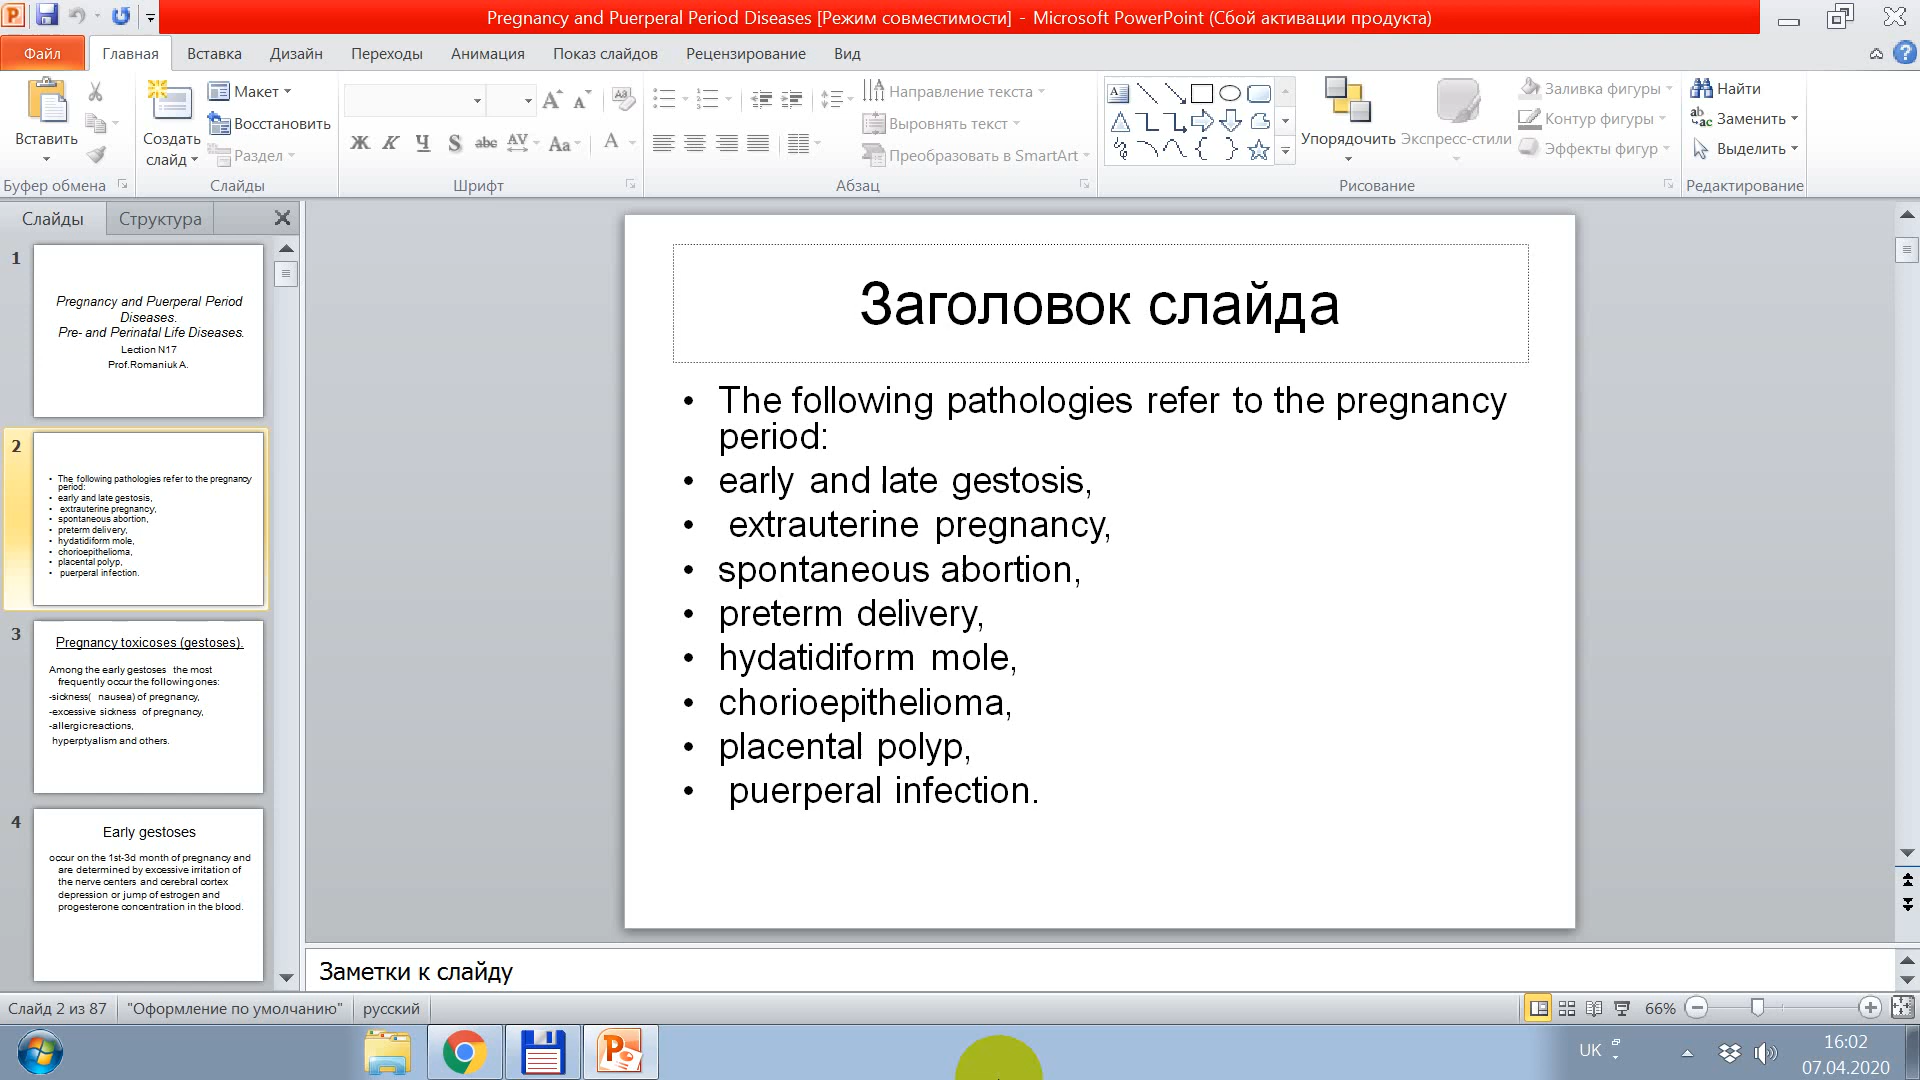 Pregnancy and Puerperal Period Diseases [Режим совместимости] - Microsoft PowerPoint (Сбой активации продукта)
Файл
Главная
Вставка
Дизайн
Переходы
Анимация
Показ слайдов
Рецензирование
Вид
Вставить
Буфер обмена
Создать слайд
Макет
Восстановить
Раздел
Слайды
Ж К Ч S abc AV Aa A
Шрифт
Направление текста
Выровнять текст
Преобразовать в SmartArt
Абзац
Упорядочить
Экспресс-стили
Заливка фигуры
Контур фигуры
Эффекты фигур
Рисование
Найти
Заменить
Выделить
Редактирование
Слайды
Структура
1
Pregnancy and Puerperal Period
Diseases.
Pre- and Perinatal Life Diseases.
Lection N17
Prof.Romaniuk A.
2
• The following pathologies refer to the pregnancy
period:
• early and late gestosis,
• extrauterine pregnancy,
• spontaneous abortion,
• preterm delivery,
• hydatidiform mole,
• chorioepithelioma,
• placental polyp,
• puerperal infection.
3
Pregnancy toxicoses (gestoses).
Among the early gestoses the most
frequently occur the following ones:
-sickness( nausea) of pregnancy,
-excessive sickness of pregnancy,
-allergic reactions,
hyperptyalism and others.
4
Early gestoses
occur on the 1st-3d month of pregnancy and
are determined by excessive irritation of
the nerve centers and cerebral cortex
depression or jump of estrogen and
progesterone concentration in the blood.
Заголовок слайда
• The following pathologies refer to the pregnancy
period:
• early and late gestosis,
• extrauterine pregnancy,
• spontaneous abortion,
• preterm delivery,
• hydatidiform mole,
• chorioepithelioma,
• placental polyp,
• puerperal infection.
Заметки к слайду
Слайд 2 из 87
"Оформление по умолчанию"
русский
66%
UK
16:02
07.04.2020